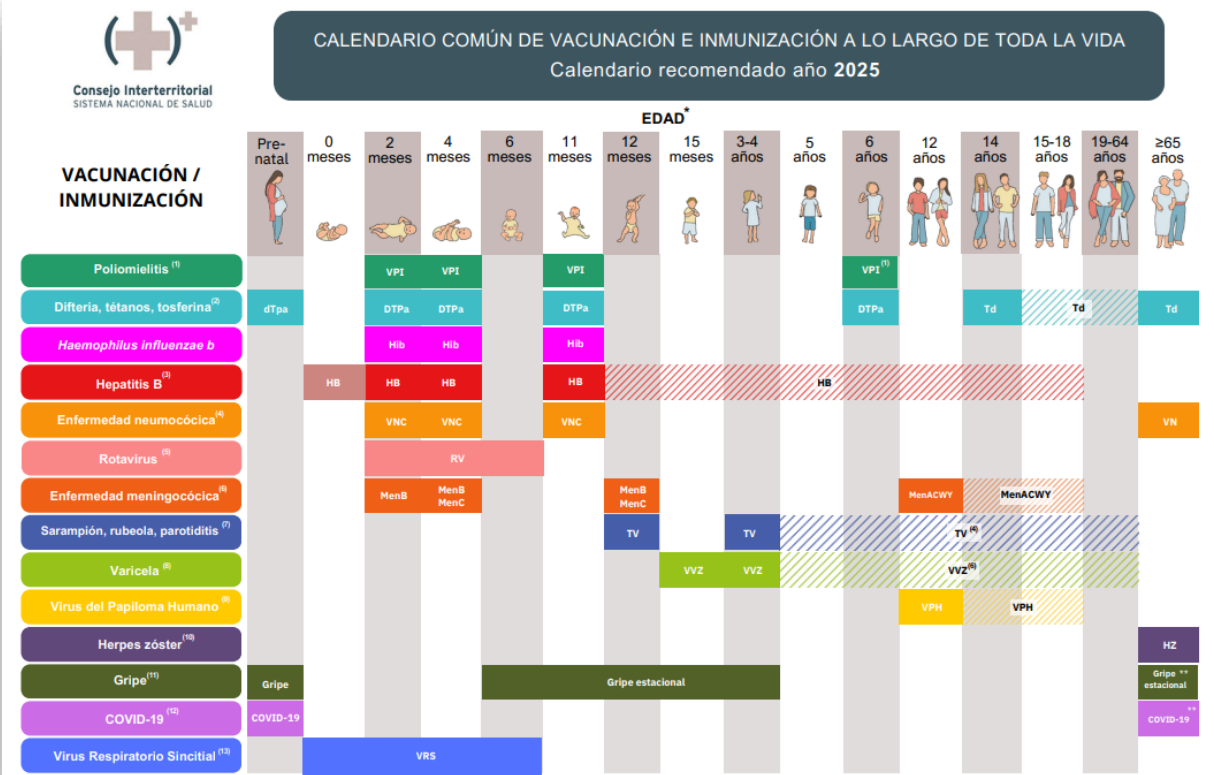 Consejo Interterritorial
SISTEMA NACIONAL DE SALUD
CALENDARIO COMÚN DE VACUNACIÓN E INMUNIZACIÓN A LO LARGO DE TODA LA VIDA
Calendario recomendado año 2025
EDAD*
VACUNACIÓN / INMUNIZACIÓN
Pre-natal 0 meses 2 meses 4 meses 6 meses 11 meses 12 meses 15 meses 3-4 años 5 años 6 años 12 años 14 años 15-18 años 19-64 años ≥65 años
Poliomielitis (1) VPI VPI VPI VPI (1)
Difteria, tétanos, tosferina (2) dTpa DTPa DTPa DTPa DTPa Td Td Td
Haemophilus influenzae b Hib Hib Hib
Hepatitis B (3) HB HB HB HB HB
Enfermedad neumocócica (4) VNC VNC VNC VN
Rotavirus (5) RV
Enfermedad meningocócica (6) MenB MenB MenC MenB MenC MenACWY MenACWY
Sarampión, rubeola, parotiditis (7) TV TV TV (4)
Varicela (8) VVZ VVZ VVZ (6)
Virus del Papiloma Humano (9) VPH VPH
Herpes zóster (10) HZ
Gripe (11) Gripe Gripe estacional Gripe ** estacional
COVID-19 (12) COVID-19 COVID-19 **
Virus Respiratorio Sincitial (13) VRS